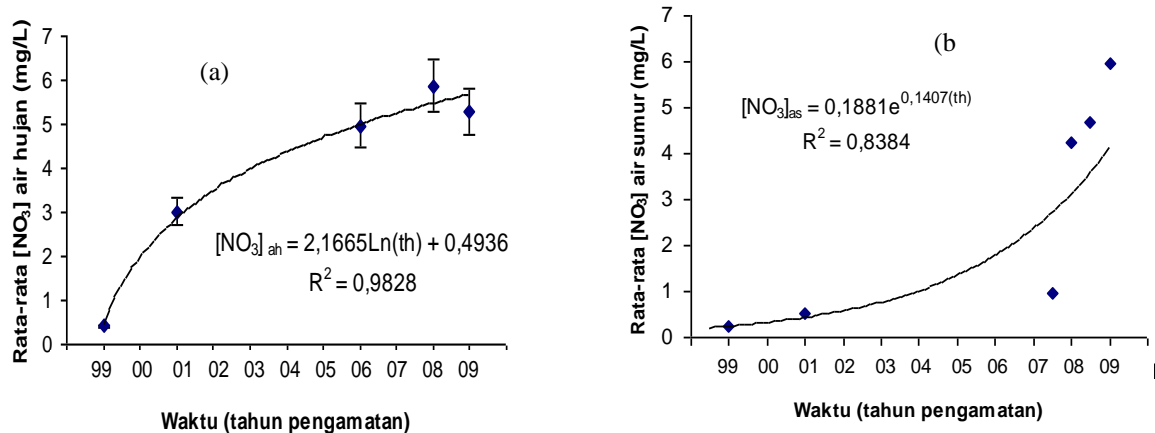 Rata-rata [NO₃] air hujan (mg/L)
7
6
5
4
3
2
1
0
(a)
[NO₃] ah = 2,1665Ln(th) + 0,4936
R² = 0,9828
99 00 01 02 03 04 05 06 07 08 09
Waktu (tahun pengamatan)
Rata-rata [NO₃] air sumur (mg/L)
7
6
5
4
3
2
1
0
(b
[NO₃]as = 0,1881e^0,1407(th)
R² = 0,8384
99 00 01 02 03 04 05 06 07 08 09
Waktu (tahun pengamatan)